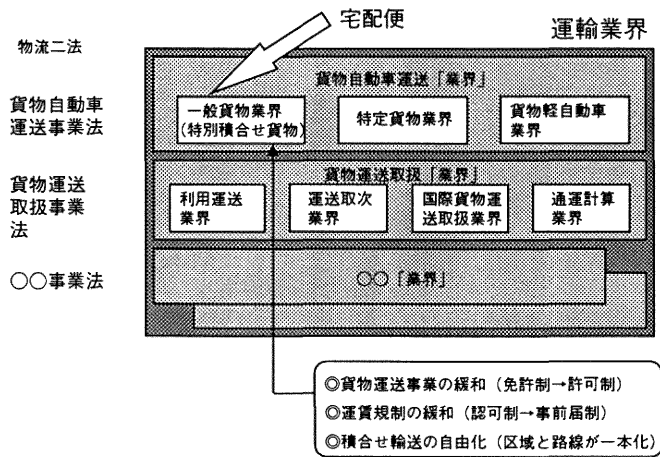 宅配便
運輸業界
物流二法
貨物自動車運送「業界」
貨物自動車
運送事業法
一般貨物業界
(特別積合せ貨物)
特定貨物業界
貨物軽自動車
業界
貨物運送取扱「業界」
貨物運送
取扱事業
法
利用運送
業界
運送取次
業界
国際貨物運
送取扱業界
通運計算
業界
○○事業法
○○「業界」
◎貨物運送事業の緩和(免許制→許可制)
◎運賃規制の緩和(認可制→事前届制)
◎積合せ輸送の自由化(区域と路線が一本化)